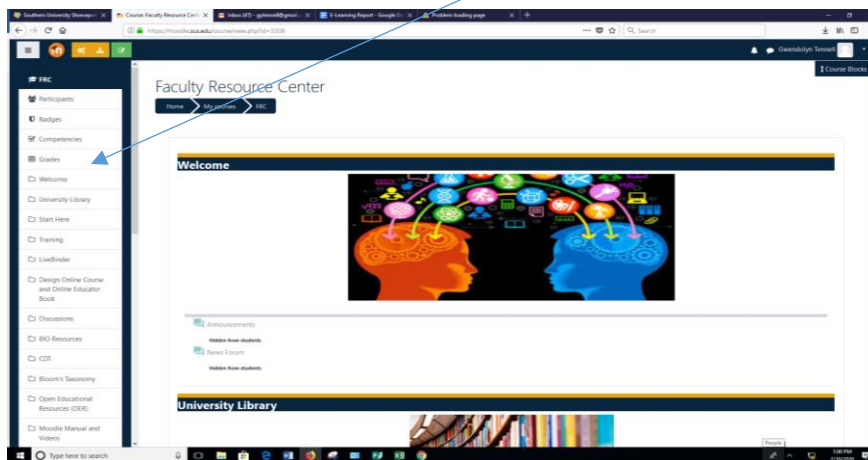 Southern University Shreveport
Course: Faculty Resource Cent
Inbox (47) - gptennell@gmail.c
E-Learning Report - Google Do
Problem loading page
https://moodle.susla.edu/course/view.php?id=3208
Search
Gwendolyn Tennell
Course Blocks
FRC
Participants
Badges
Competencies
Grades
Welcome
University Library
Start Here
Training
LiveBinder
Design Online Course
and Online Educator
Book
Discussions
BIO Resources
CDT
Bloom's Taxonomy
Open Educational
Resources (OER)
Moodle Manual and
Videos
Faculty Resource Center
Home
My courses
FRC
Welcome
Announcements
Hidden from students
News Forum
Hidden from students
University Library
People
Type here to search
1:00 PM